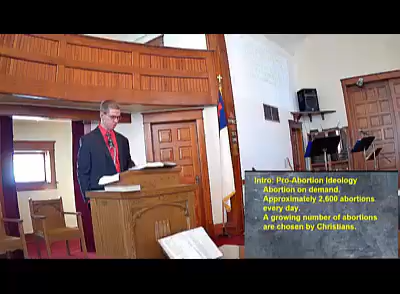 Intro: Pro-Abortion Ideology
- Abortion on demand.
- Approximately 2,600 abortions
every day.
- A growing number of abortions
are chosen by Christians.